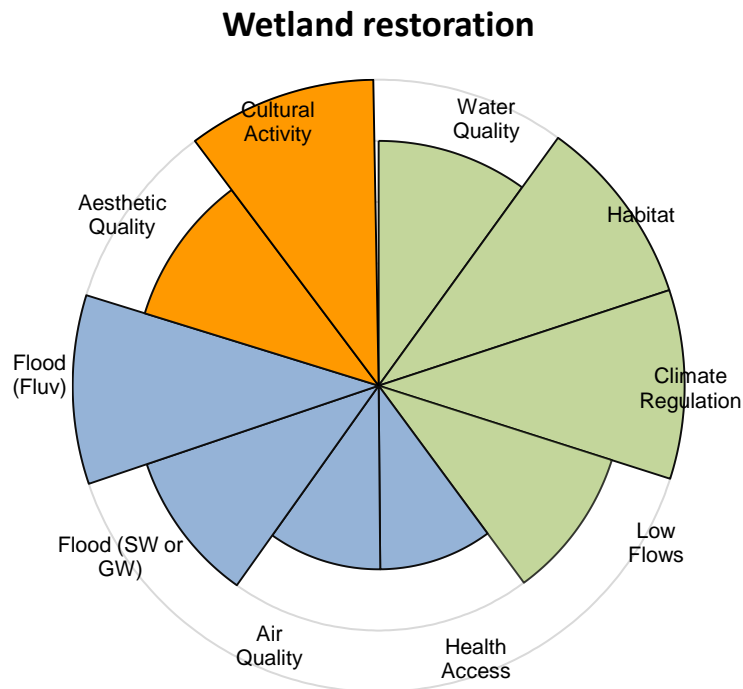 Wetland restoration
Cultural
Activity
Water
Quality
Habitat
Climate
Regulation
Low
Flows
Health
Access
Air
Quality
Flood (SW or
GW)
Flood
(Fluv)
Aesthetic
Quality